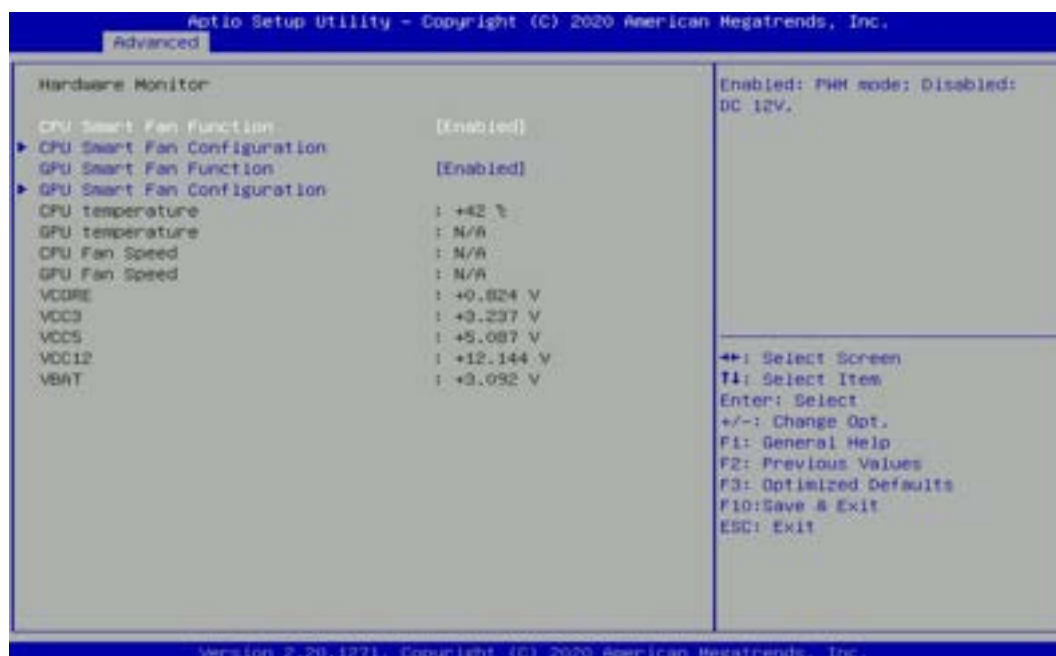 Aptio Setup Utility - Copyright (C) 2020 American Megatrends, Inc.
Advanced
Hardware Monitor
CPU Smart Fan Function [Enabled]
CPU Smart Fan Configuration
GPU Smart Fan Function [Enabled]
GPU Smart Fan Configuration
CPU temperature : +42 ℃
GPU temperature : N/A
CPU Fan Speed : N/A
GPU Fan Speed : N/A
VCORE : +0.824 V
VCC3 : +3.237 V
VCC5 : +5.087 V
VCC12 : +12.144 V
VBAT : +3.092 V
Enabled: PWM mode; Disabled:
DC 12V.
↔: Select Screen
↑↓: Select Item
Enter: Select
+/-: Change Opt.
F1: General Help
F2: Previous Values
F3: Optimized Defaults
F10:Save & Exit
ESC: Exit
Version 2.20.1271. Copyright (C) 2020 American Megatrends, Inc.